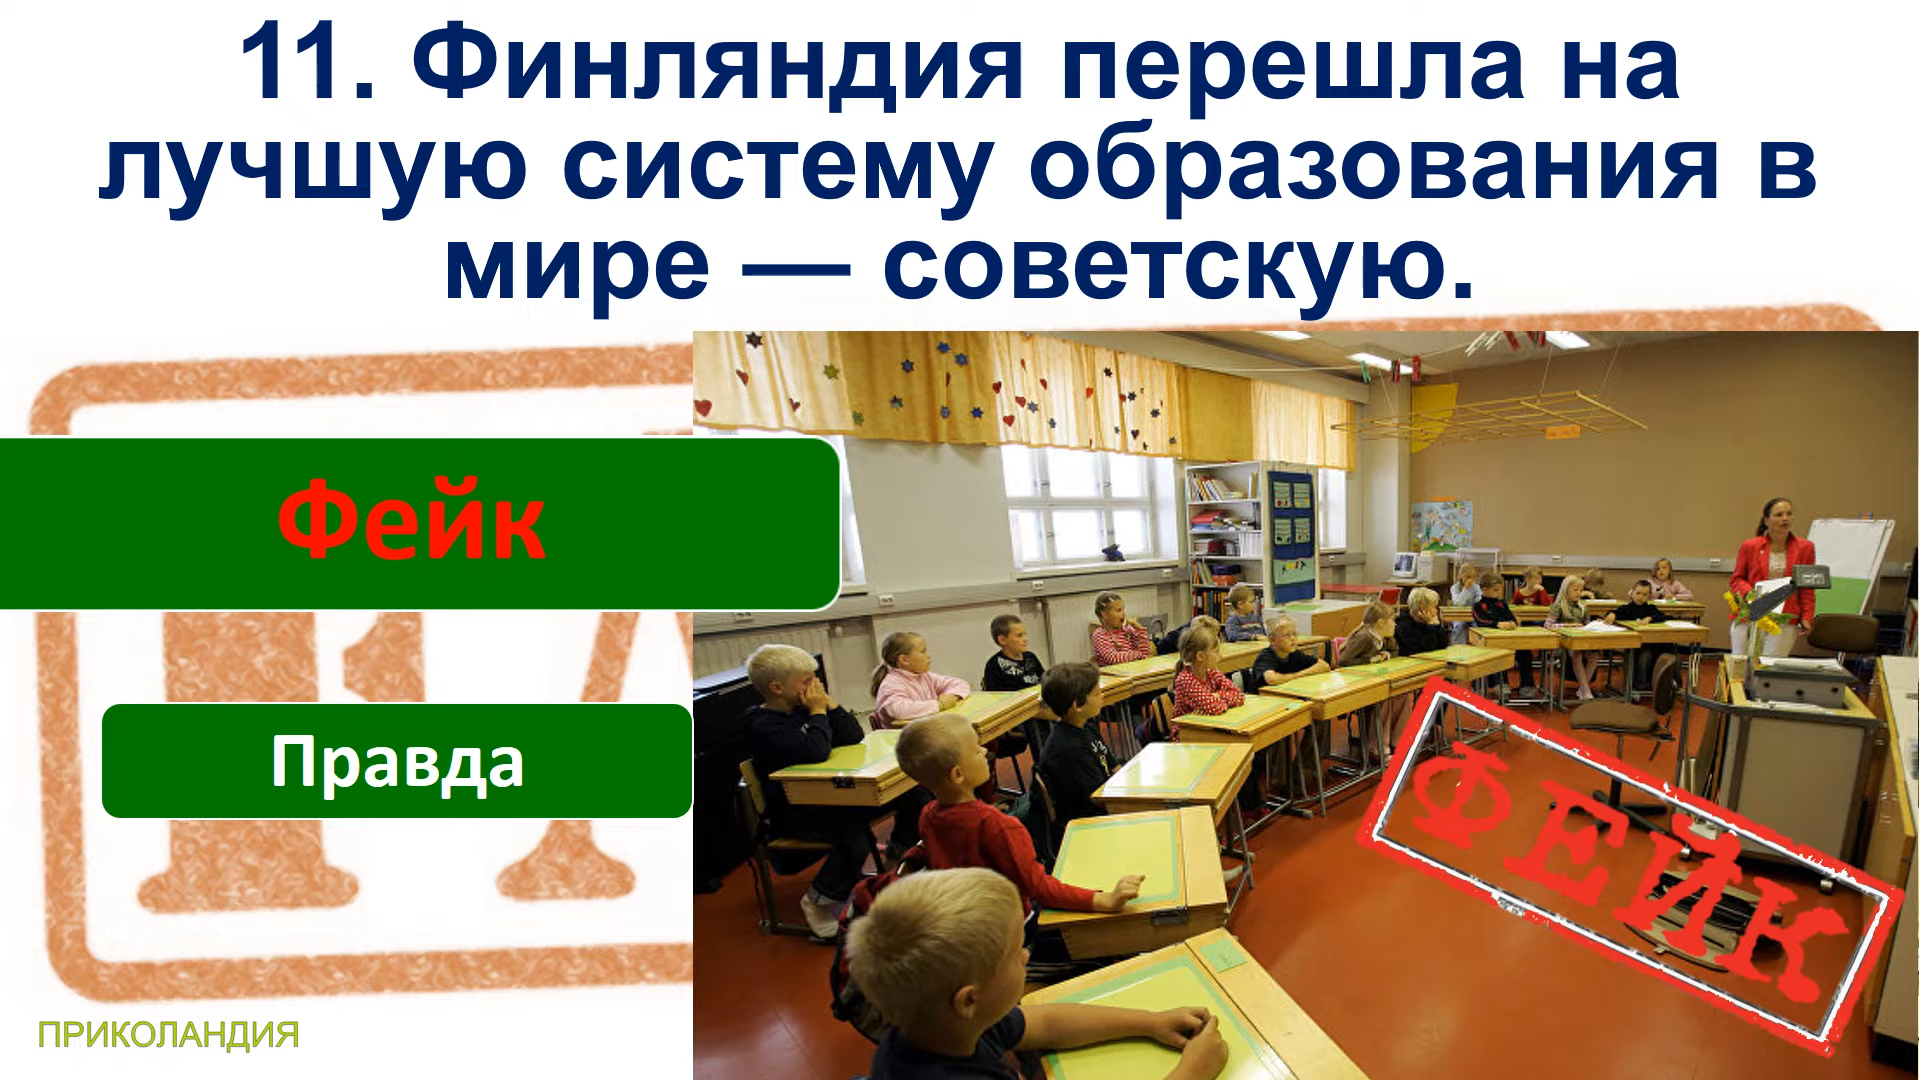 11. Финляндия перешла на
лучшую систему образования в
мире — советскую.
Фейк
Правда
ФЕЙК
ПРИКОЛАНДИЯ